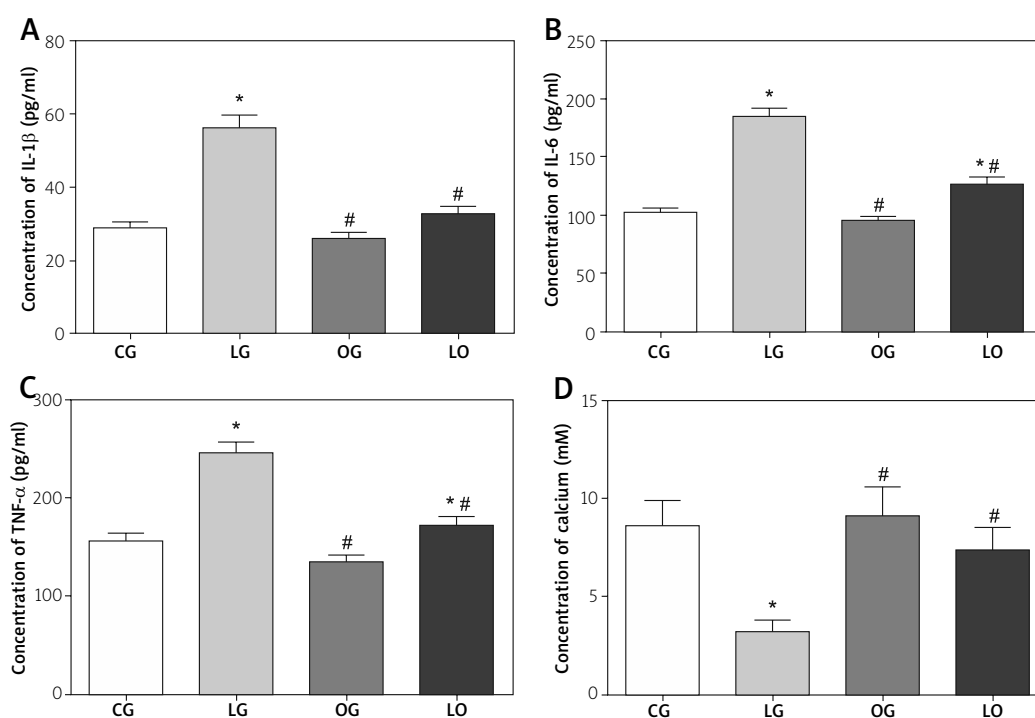 A
Concentration of IL-1β (pg/ml)
80
60
40
20
0
*
#
#
CG LG OG LO
B
Concentration of IL-6 (pg/ml)
250
200
150
100
50
0
*
#
* #
CG LG OG LO
C
Concentration of TNF-α (pg/ml)
300
200
100
0
*
#
* #
CG LG OG LO
D
Concentration of calcium (mM)
15
10
5
0
*
#
#
CG LG OG LO